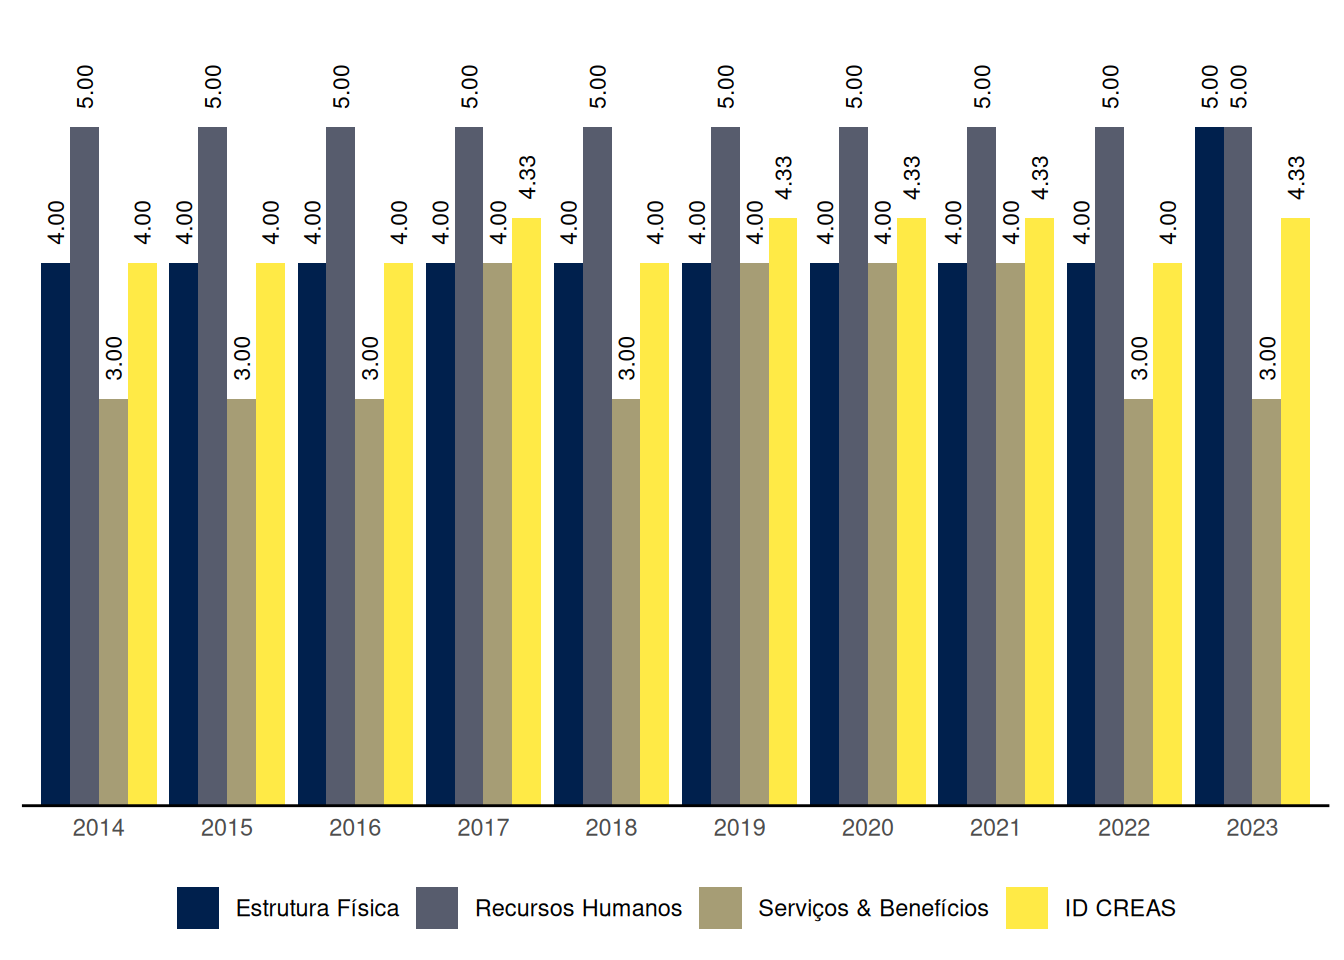 5.00 5.00 5.00 5.00 5.00 5.00 5.00 5.00 5.00 5.00 5.00
4.33 4.33 4.33 4.33 4.33
4.00 4.00 4.00 4.00 4.00 4.00 4.00 4.00 4.00 4.00 4.00 4.00 4.00 4.00 4.00 4.00 4.00 4.00
3.00 3.00 3.00 3.00 3.00 3.00
2014 2015 2016 2017 2018 2019 2020 2021 2022 2023
Estrutura Física Recursos Humanos Serviços & Benefícios ID CREAS